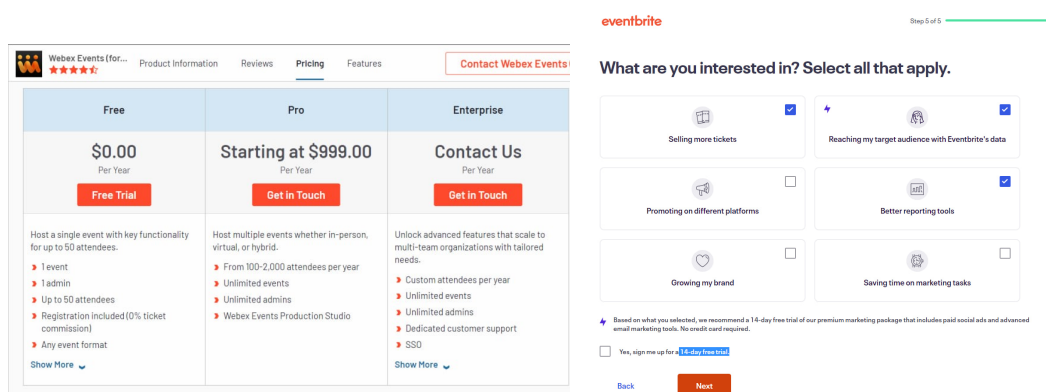 Webex Events (for...
Product Information
Reviews
Pricing
Features
Contact Webex Events
Free
Pro
Enterprise
$0.00
Per Year
Free Trial
Starting at $999.00
Per Year
Get in Touch
Contact Us
Per Year
Get in Touch
Host a single event with key functionality
for up to 50 attendees.
1 event
1 admin
Up to 50 attendees
Registration included (0% ticket
commission)
Any event format
Show More
Host multiple events whether in-person,
virtual, or hybrid.
From 100-2,000 attendees per year
Unlimited events
Unlimited admins
Webex Events Production Studio
Unlock advanced features that scale to
multi-team organizations with tailored
needs.
Custom attendees per year
Unlimited events
Unlimited admins
Dedicated customer support
SSO
Show More
eventbrite
Step 5 of 5
What are you interested in? Select all that apply.
Selling more tickets
Reaching my target audience with Eventbrite's data
Promoting on different platforms
Better reporting tools
Growing my brand
Saving time on marketing tasks
Based on what you selected, we recommend a 14-day free trial of our premium marketing package that includes paid social ads and advanced
email marketing tools. No credit card required.
Yes, sign me up for a 14-day free trial.
Back
Next